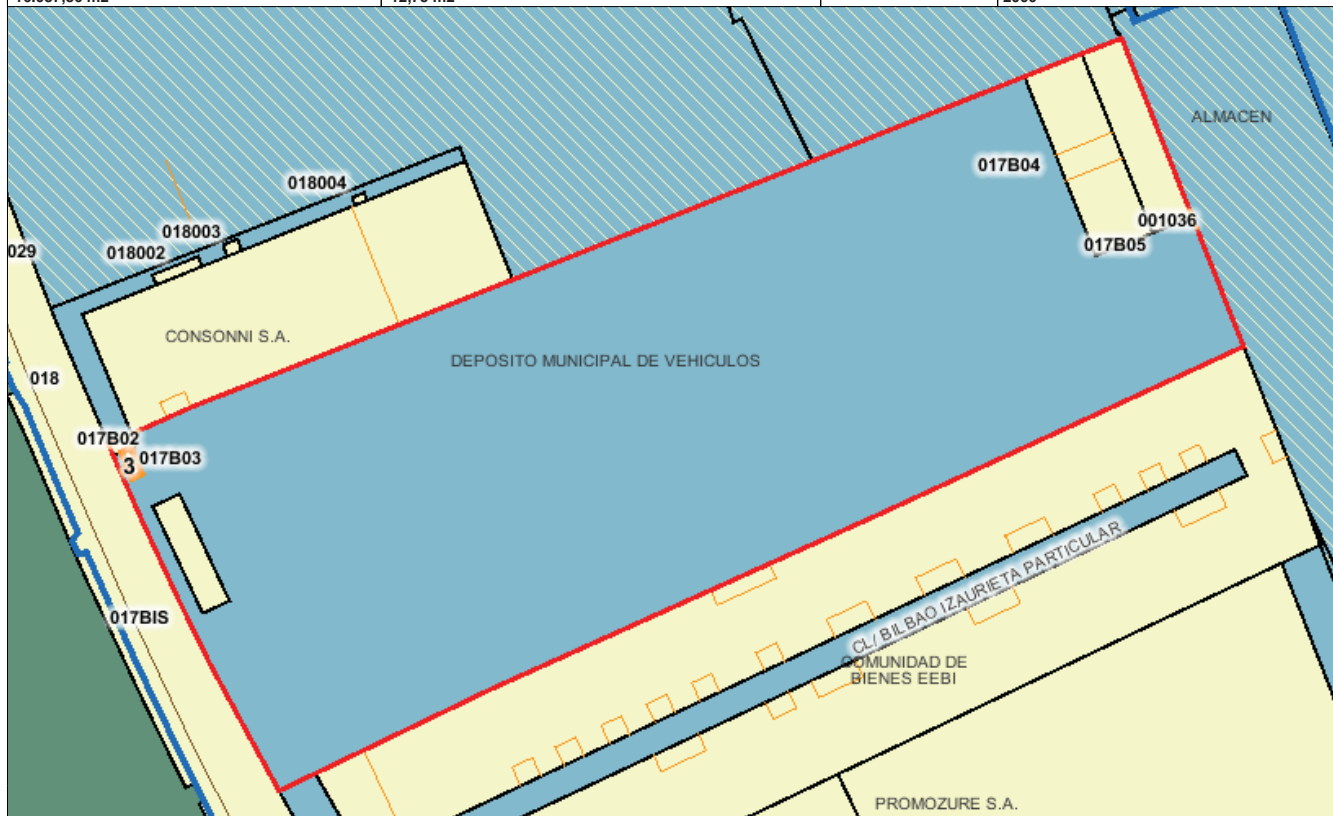 ALMACEN
017B04
018004
001036
018003
017B05
018002
029
CONSONNI S.A.
DEPOSITO MUNICIPAL DE VEHICULOS
018
017B02
017B03
3
CL/ BILBAO IZAURIETA PARTICULAR
017BIS
COMUNIDAD DE
BIENES EEBI
PROMOZURE S.A.